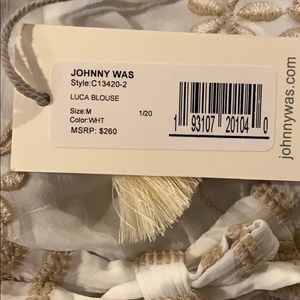 JOHNNY WAS
Style:C13420-2
LUCA BLOUSE
Size:M 1/20
Color:WHT
MSRP: $260
1 93107 20104 0
johnnywas.com